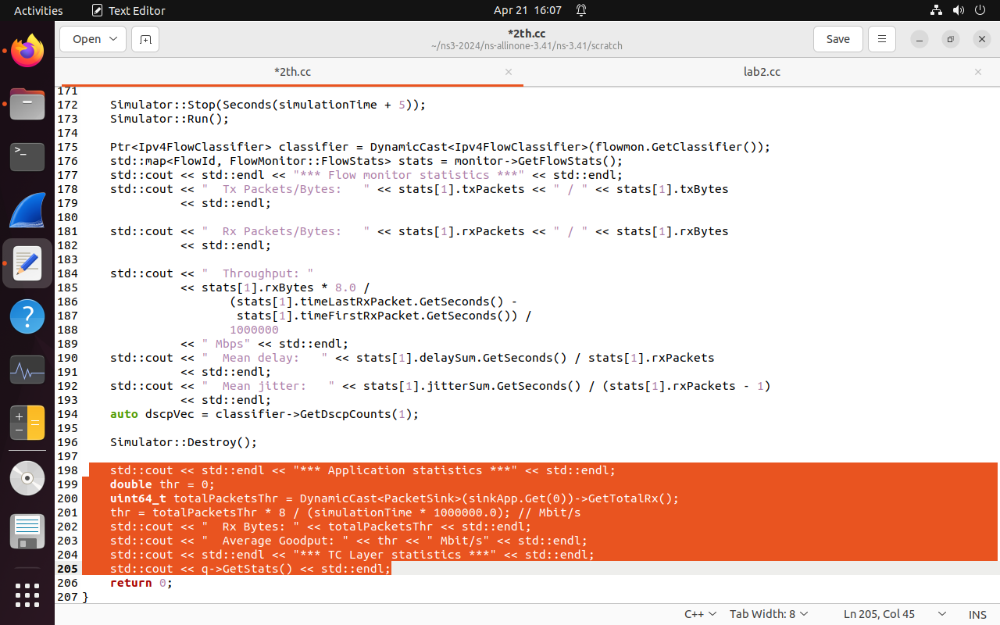 Activities
Text Editor
Apr 21 16:07
Open
*2th.cc
~/ns3-2024/ns-allinone-3.41/ns-3.41/scratch
Save
*2th.cc
lab2.cc
171
172     Simulator::Stop(Seconds(simulationTime + 5));
173     Simulator::Run();
174
175     Ptr<Ipv4FlowClassifier> classifier = DynamicCast<Ipv4FlowClassifier>(flowmon.GetClassifier());
176     std::map<FlowId, FlowMonitor::FlowStats> stats = monitor->GetFlowStats();
177     std::cout << std::endl << "*** Flow monitor statistics ***" << std::endl;
178     std::cout << "  Tx Packets/Bytes:   " << stats[1].txPackets << " / " << stats[1].txBytes
179               << std::endl;
180
181     std::cout << "  Rx Packets/Bytes:   " << stats[1].rxPackets << " / " << stats[1].rxBytes
182               << std::endl;
183
184     std::cout << "  Throughput: "
185               << stats[1].rxBytes * 8.0 /
186                      (stats[1].timeLastRxPacket.GetSeconds() -
187                       stats[1].timeFirstRxPacket.GetSeconds()) /
188                      1000000
189               << " Mbps" << std::endl;
190     std::cout << "  Mean delay:   " << stats[1].delaySum.GetSeconds() / stats[1].rxPackets
191               << std::endl;
192     std::cout << "  Mean jitter:   " << stats[1].jitterSum.GetSeconds() / (stats[1].rxPackets - 1)
193               << std::endl;
194     auto dscpVec = classifier->GetDscpCounts(1);
195
196     Simulator::Destroy();
197
198     std::cout << std::endl << "*** Application statistics ***" << std::endl;
199     double thr = 0;
200     uint64_t totalPacketsThr = DynamicCast<PacketSink>(sinkApp.Get(0))->GetTotalRx();
201     thr = totalPacketsThr * 8 / (simulationTime * 1000000.0); // Mbit/s
202     std::cout << "  Rx Bytes: " << totalPacketsThr << std::endl;
203     std::cout << "  Average Goodput: " << thr << " Mbit/s" << std::endl;
204     std::cout << std::endl << "*** TC Layer statistics ***" << std::endl;
205     std::cout << q->GetStats() << std::endl;
206     return 0;
207 }
C++
Tab Width: 8
Ln 205, Col 45
INS